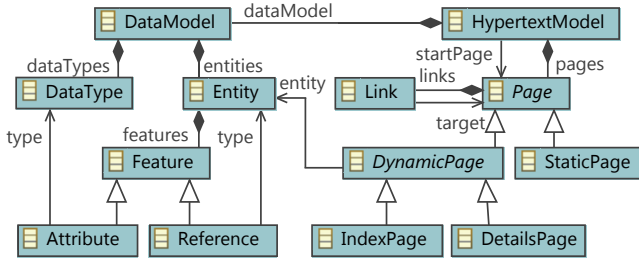 dataModel
DataModel
HypertextModel
dataTypes
entities
startPage
pages
links
DataType
Entity
entity
Link
Page
target
type
features
type
Feature
DynamicPage
StaticPage
Attribute
Reference
IndexPage
DetailsPage